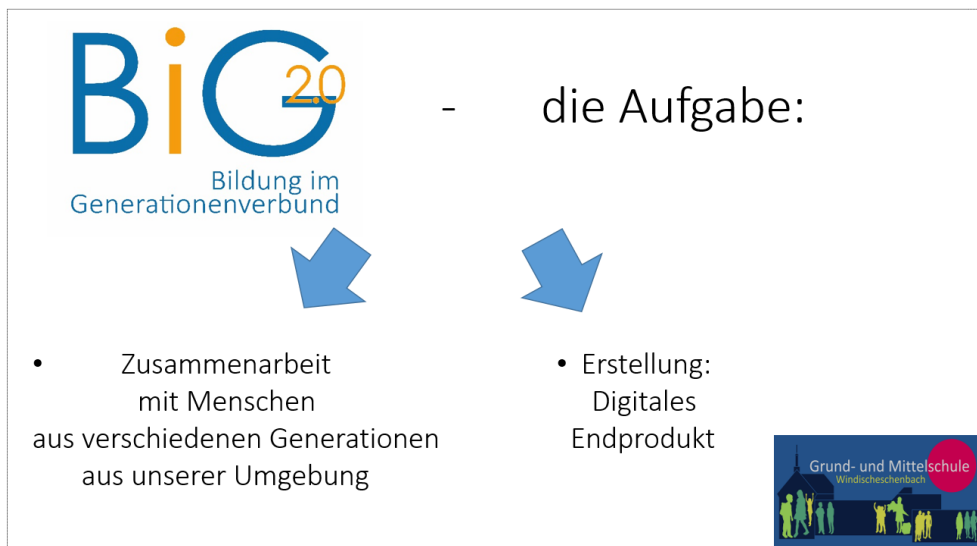 BiG 2.0
Bildung im
Generationenverbund
- die Aufgabe:
• Zusammenarbeit
mit Menschen
aus verschiedenen Generationen
aus unserer Umgebung
• Erstellung:
Digitales
Endprodukt
Grund- und Mittelschule
Windischeschenbach